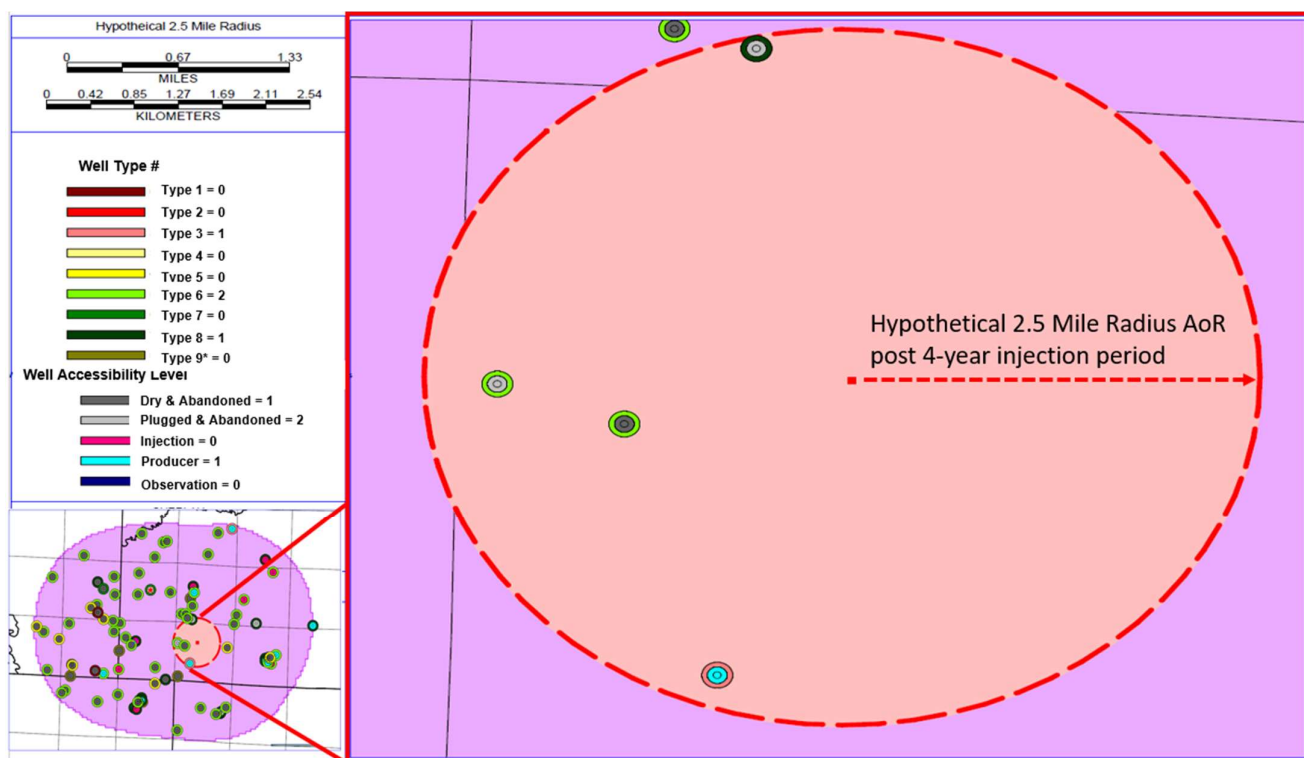 Hypotheical 2.5 Mile Radius
0 0.67 1.33
MILES
0 0.42 0.85 1.27 1.69 2.11 2.54
KILOMETERS
Well Type #
Type 1 = 0
Type 2 = 0
Type 3 = 1
Type 4 = 0
Type 5 = 0
Type 6 = 2
Type 7 = 0
Type 8 = 1
Type 9* = 0
Well Accessibility Level
Dry & Abandoned = 1
Plugged & Abandoned = 2
Injection = 0
Producer = 1
Observation = 0
Hypothetical 2.5 Mile Radius AoR
post 4-year injection period